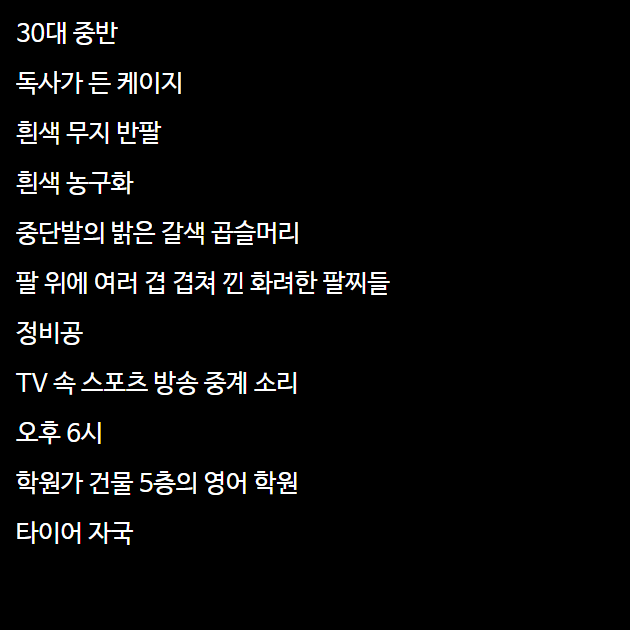 30대 중반
독사가 든 케이지
흰색 무지 반팔
흰색 농구화
중단발의 밝은 갈색 곱슬머리
팔 위에 여러 겹 겹쳐 낀 화려한 팔찌들
정비공
TV 속 스포츠 방송 중계 소리
오후 6시
학원가 건물 5층의 영어 학원
타이어 자국